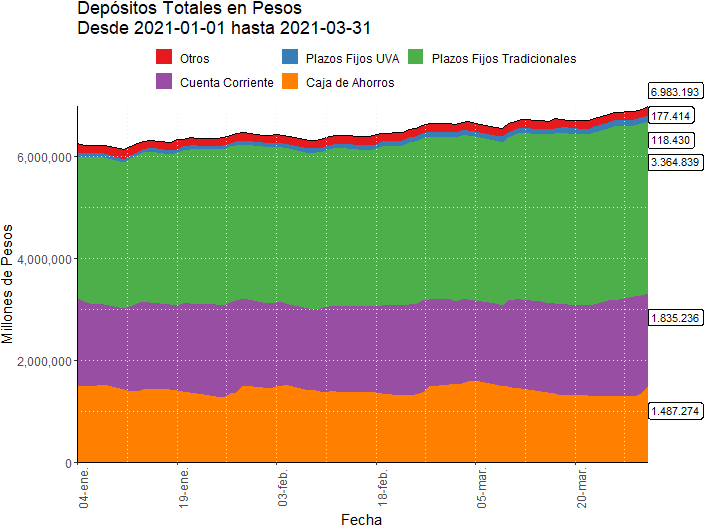 Depósitos Totales en Pesos
Desde 2021-01-01 hasta 2021-03-31
Otros Plazos Fijos UVA Plazos Fijos Tradicionales
Cuenta Corriente Caja de Ahorros
6.983.193
177.414
118.430
3.364.839
1.835.236
1.487.274
Millones de Pesos
6,000,000
4,000,000
2,000,000
0
04-ene.
19-ene.
03-feb.
18-feb.
05-mar.
20-mar.
Fecha